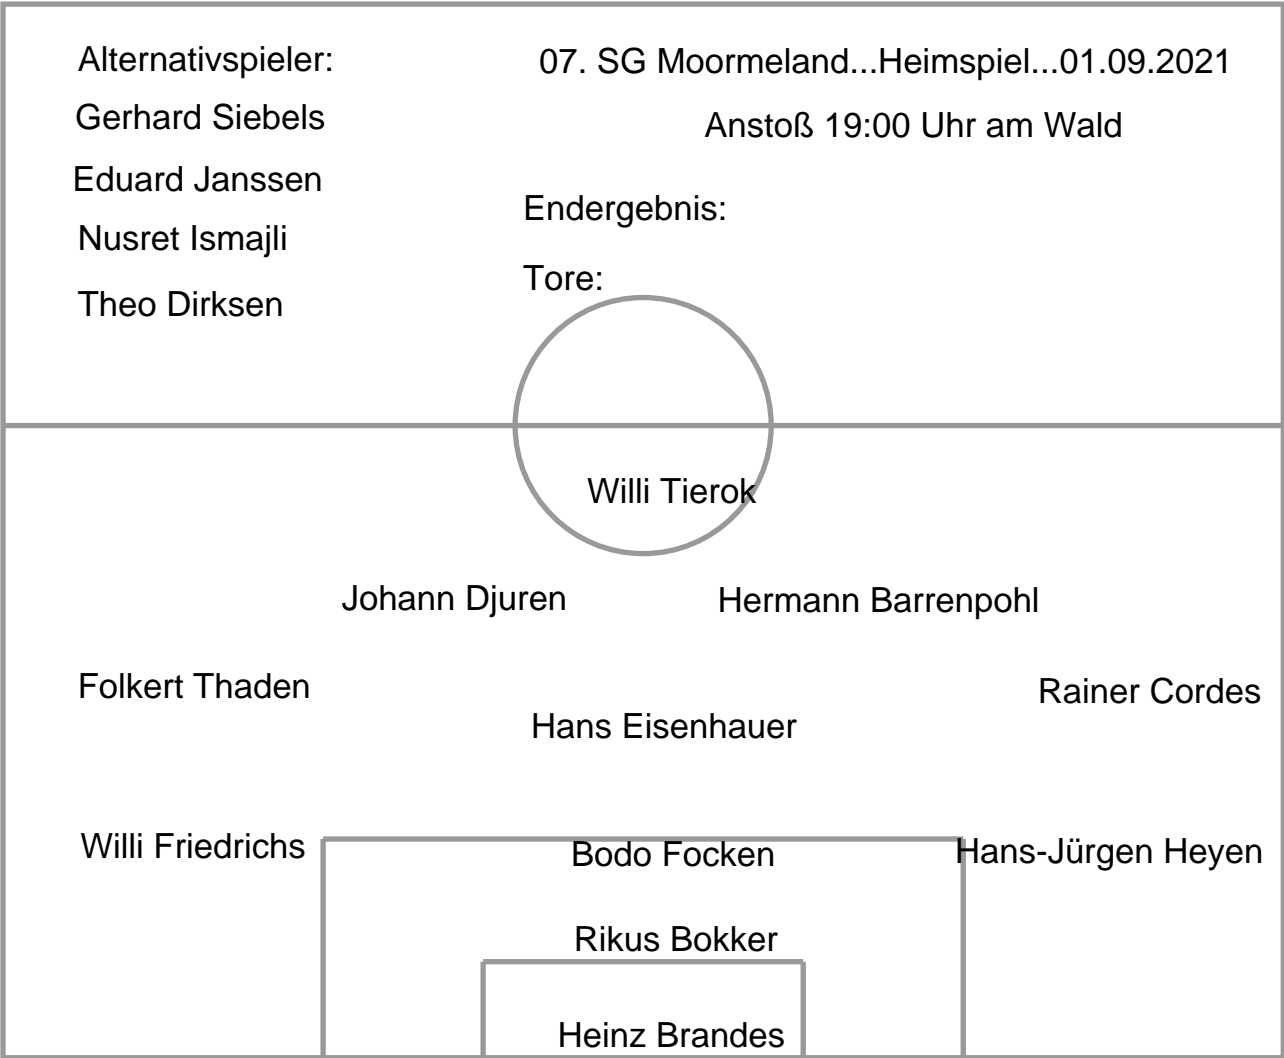 Alternativspieler:
Gerhard Siebels
Eduard Janssen
Nusret Ismajli
Theo Dirksen
07. SG Moormeland...Heimspiel...01.09.2021
Anstoß 19:00 Uhr am Wald
Endergebnis:
Tore:
Willi Tierok
Johann Djuren
Hermann Barrenpohl
Folkert Thaden
Rainer Cordes
Hans Eisenhauer
Willi Friedrichs
Bodo Focken
Hans-Jürgen Heyen
Rikus Bokker
Heinz Brandes